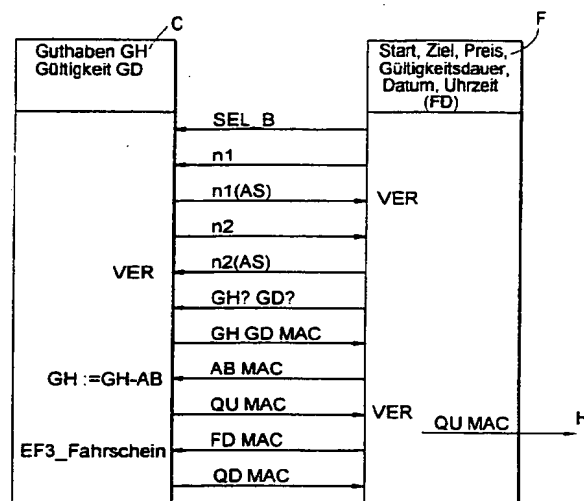 C
F
Guthaben GH
Gültigkeit GD
Start, Ziel, Preis,
Gültigkeitsdauer,
Datum, Uhrzeit
(FD)
SEL_B
n1
n1(AS)
VER
n2
VER
n2(AS)
GH? GD?
GH GD MAC
GH :=GH-AB
AB MAC
QU MAC
VER
QU MAC
H
EF3_Fahrschein
FD MAC
QD MAC